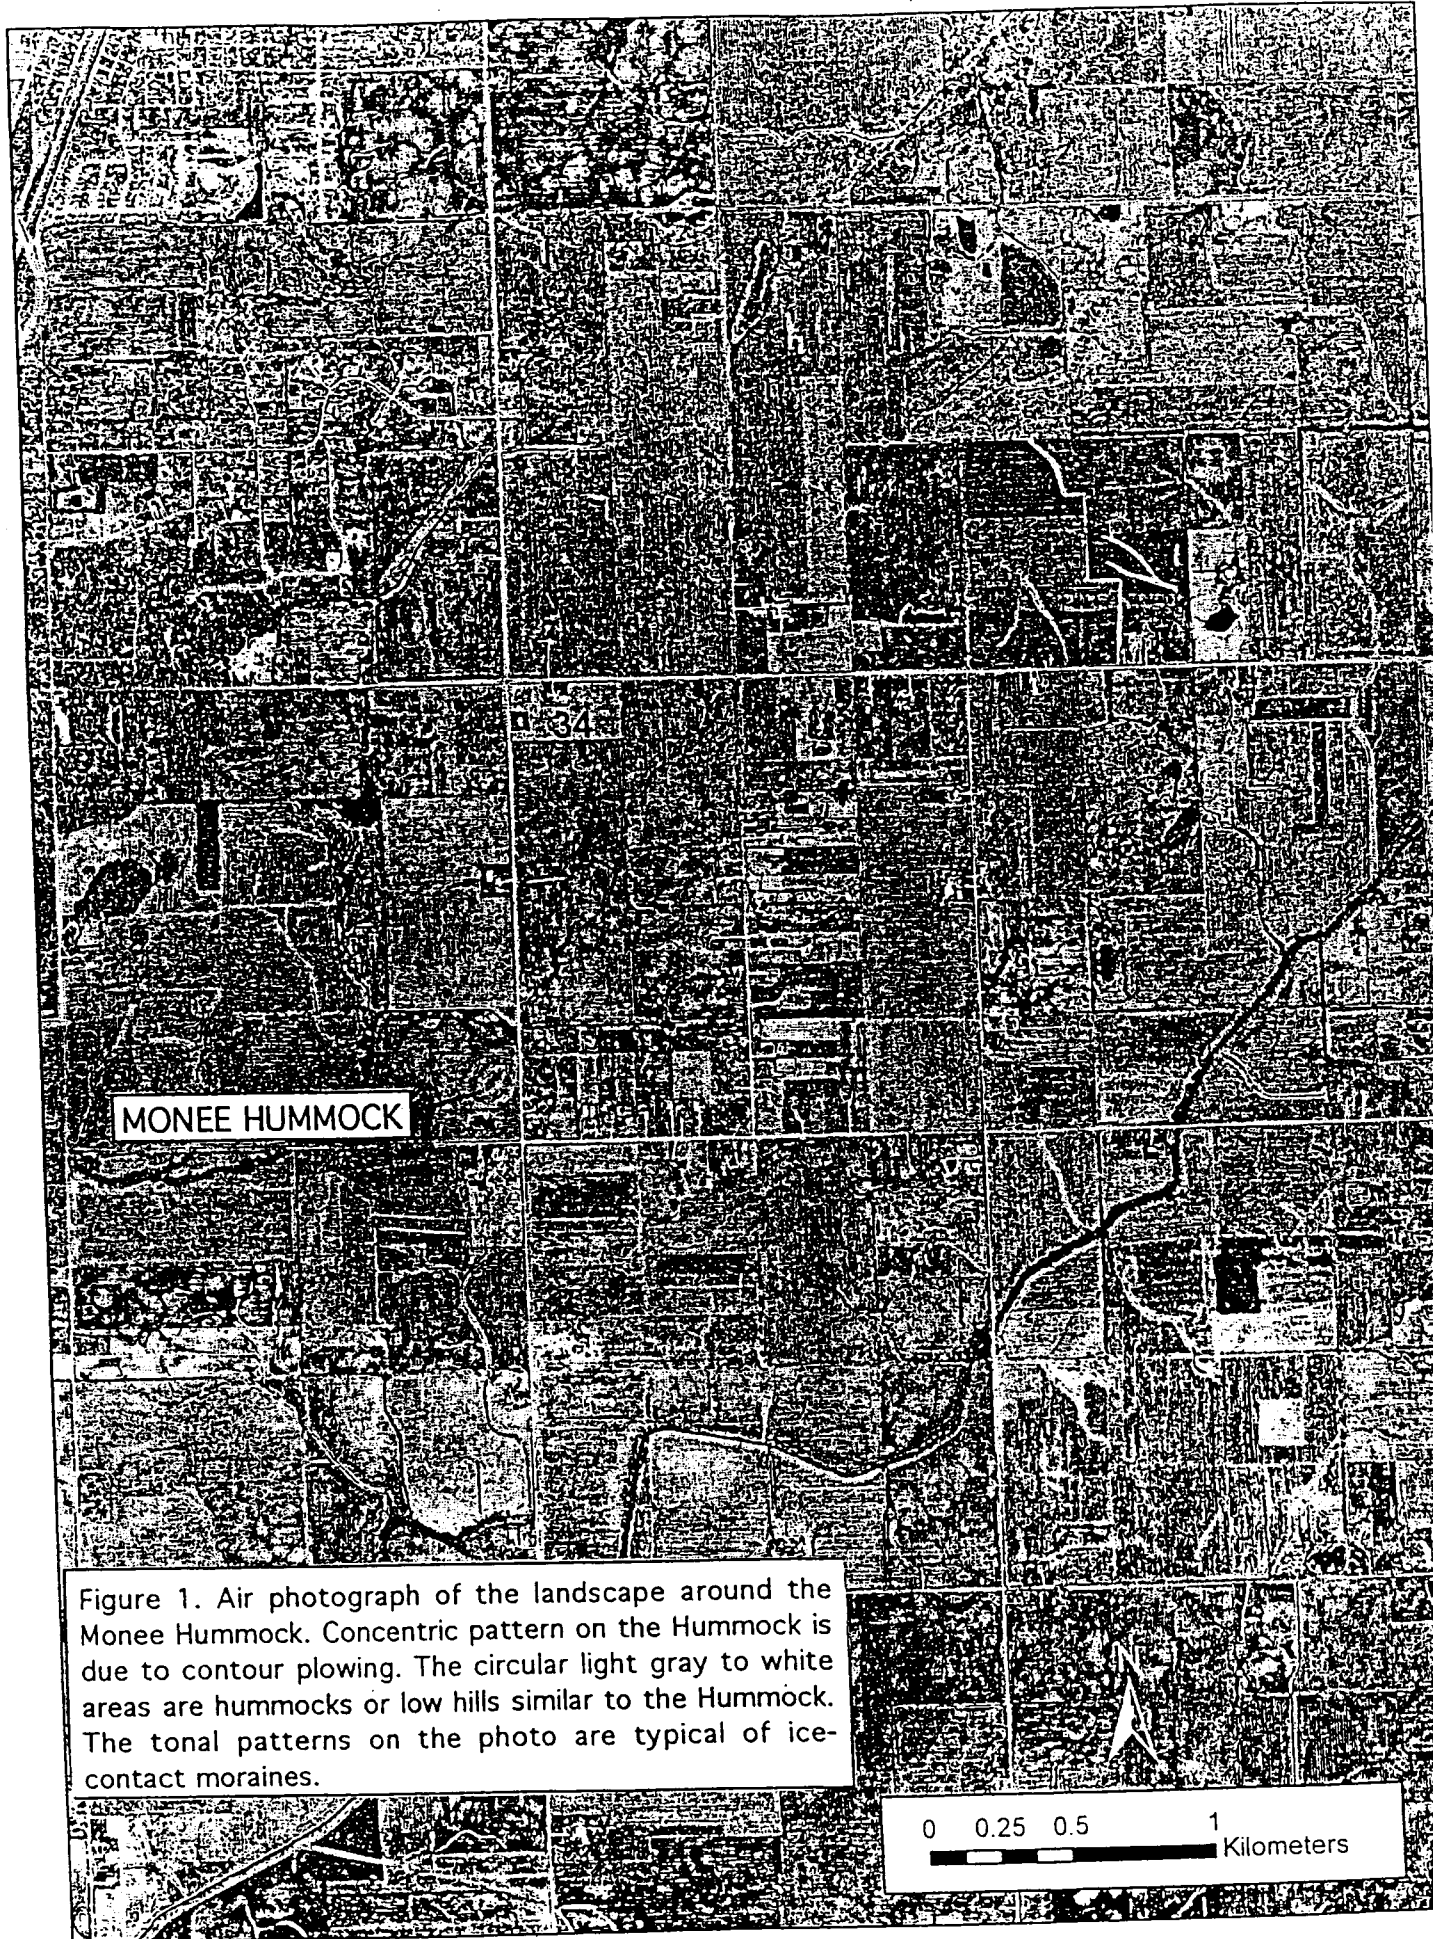 34
MONEE HUMMOCK
Figure 1. Air photograph of the landscape around the
Monee Hummock. Concentric pattern on the Hummock is
due to contour plowing. The circular light gray to white
areas are hummocks or low hills similar to the Hummock.
The tonal patterns on the photo are typical of ice-
contact moraines.
0 0.25 0.5 1
Kilometers